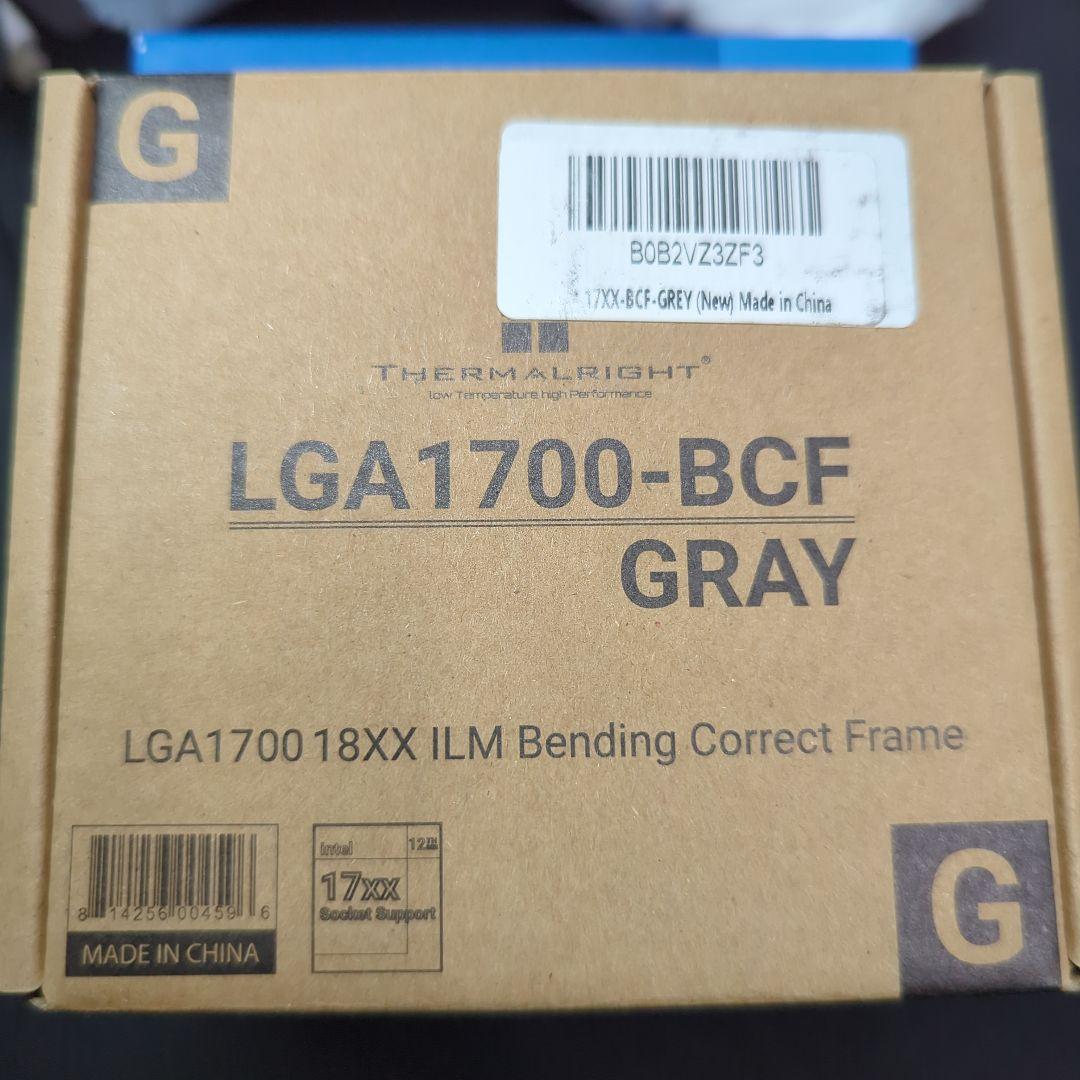 G
B0B2VZ3ZF3
17XX-BCF-GREY (New) Made in China
THERMALRIGHT®
low Temperature high Performance
LGA1700-BCF
GRAY
LGA1700 18XX ILM Bending Correct Frame
8 14256 00459 6
MADE IN CHINA
intel 12TH
17xx
Socket Support
G